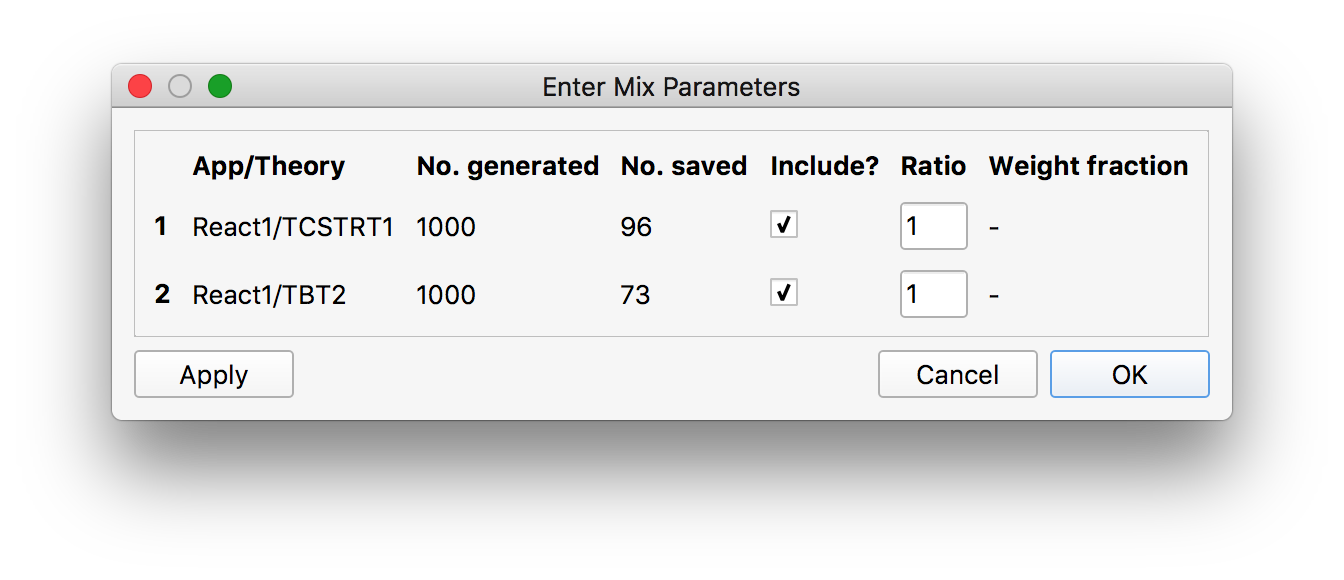 Enter Mix Parameters
App/Theory No. generated No. saved Include? Ratio Weight fraction
1 React1/TCSTRT1 1000 96 ✓ 1 -
2 React1/TBT2 1000 73 ✓ 1 -
Apply Cancel OK